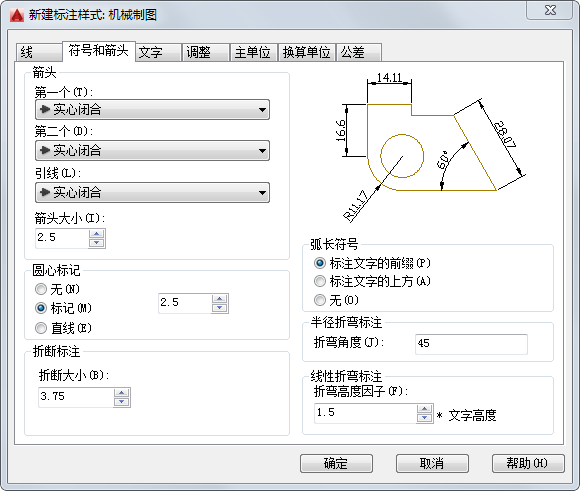 新建标注样式: 机械制图
线 符号和箭头 文字 调整 主单位 换算单位 公差
箭头
第一个(T):
实心闭合
第二个(D):
实心闭合
引线(L):
实心闭合
箭头大小(I):
2.5
圆心标记
无(N)
标记(M)
2.5
直线(E)
折断标注
折断大小(B):
3.75
14.11
16.6
28.07
60°
R11.17
弧长符号
标注文字的前缀(P)
标注文字的上方(A)
无(O)
半径折弯标注
折弯角度(J): 45
线性折弯标注
折弯高度因子(F):
1.5 * 文字高度
确定 取消 帮助(H)